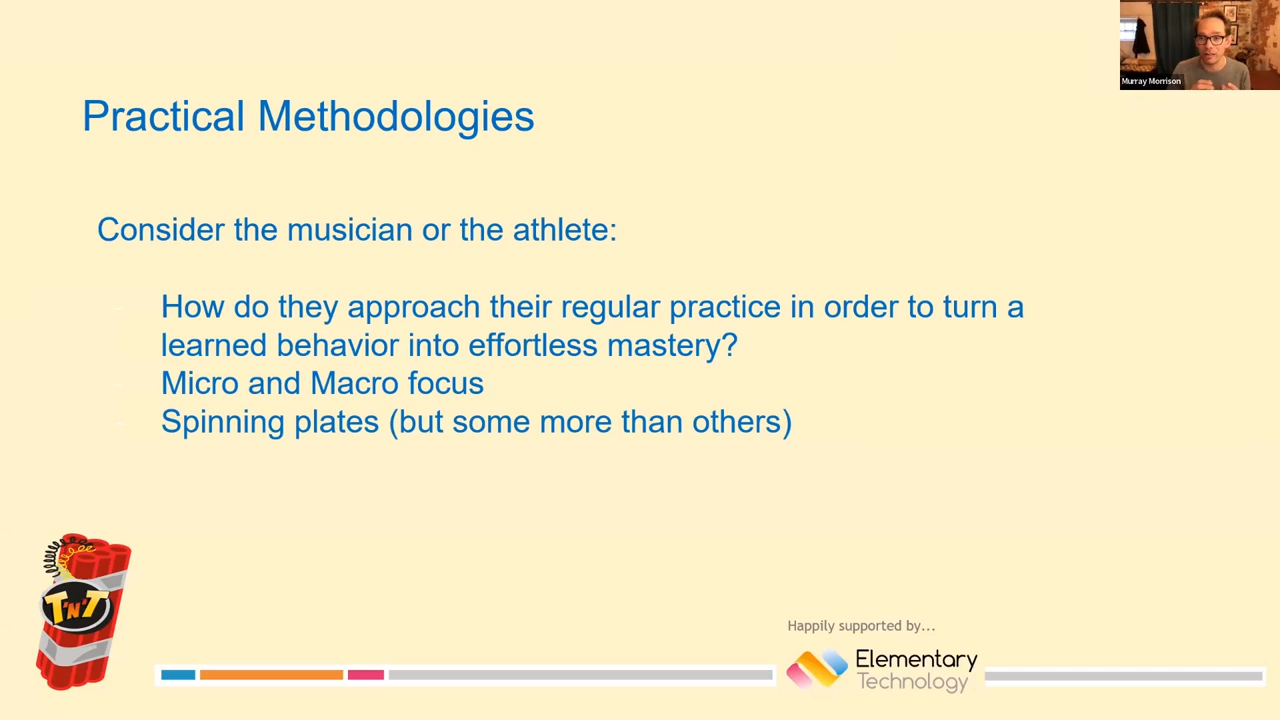 Murray Morrison
Practical Methodologies
Consider the musician or the athlete:
How do they approach their regular practice in order to turn a
learned behavior into effortless mastery?
Micro and Macro focus
Spinning plates (but some more than others)
T'N'T
Happily supported by...
Elementary
Technology